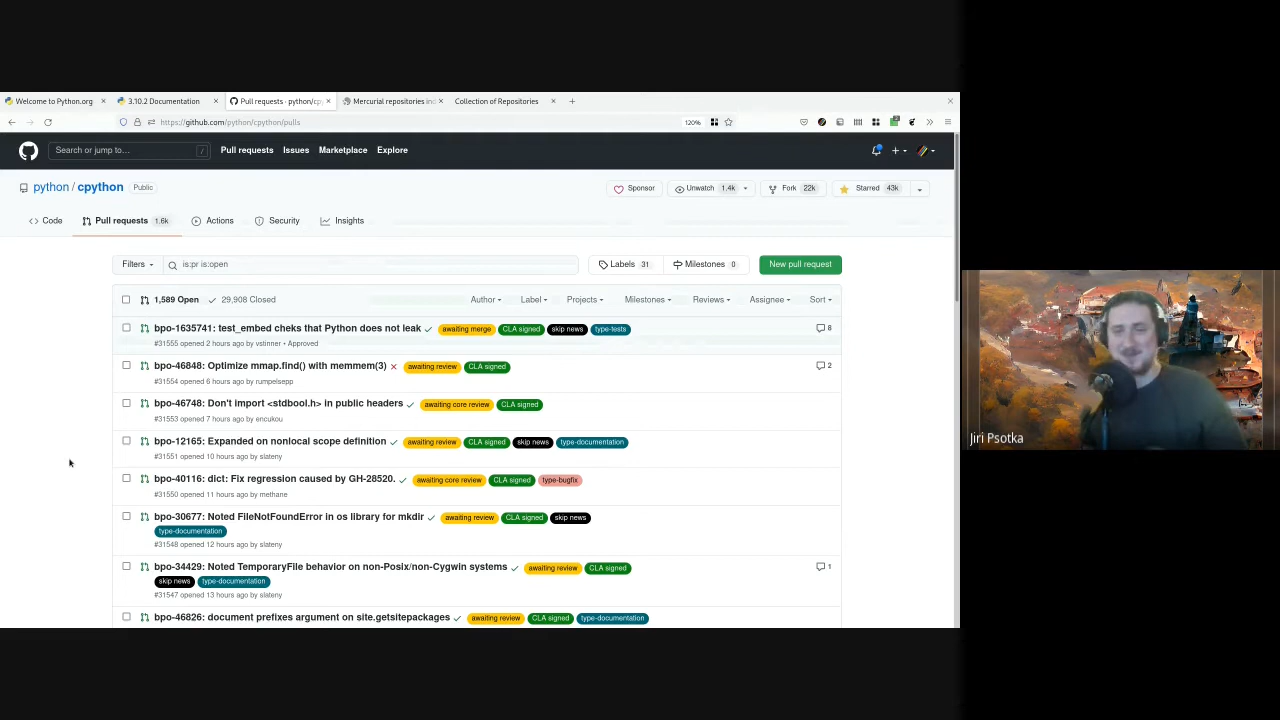 Welcome to Python.org
3.10.2 Documentation
Pull requests · python/cpy
Mercurial repositories ind
Collection of Repositories
https://github.com/python/cpython/pulls
120%
Search or jump to...
/
Pull requests
Issues
Marketplace
Explore
python / cpython
Public
Sponsor
Unwatch 1.4k
Fork 22k
Starred 43k
Code
Pull requests 1.6k
Actions
Security
Insights
Filters
is:pr is:open
Labels 31
Milestones 0
New pull request
1,589 Open
29,908 Closed
Author
Label
Projects
Milestones
Reviews
Assignee
Sort
bpo-1635741: test_embed cheks that Python does not leak awaiting merge CLA signed skip news type-tests 8
#31555 opened 2 hours ago by vstinner • Approved
bpo-46848: Optimize mmap.find() with memmem(3) awaiting review CLA signed 2
#31554 opened 6 hours ago by rumpelsepp
bpo-46748: Don't import <stdbool.h> in public headers awaiting core review CLA signed
#31553 opened 7 hours ago by encukou
bpo-12165: Expanded on nonlocal scope definition awaiting review CLA signed skip news type-documentation
#31551 opened 10 hours ago by slateny
bpo-40116: dict: Fix regression caused by GH-28520. awaiting core review CLA signed type-bugfix
#31550 opened 11 hours ago by methane
bpo-30677: Noted FileNotFoundError in os library for mkdir awaiting review CLA signed skip news
type-documentation
#31548 opened 12 hours ago by slateny
bpo-34429: Noted TemporaryFile behavior on non-Posix/non-Cygwin systems awaiting review CLA signed 1
skip news type-documentation
#31547 opened 13 hours ago by slateny
bpo-46826: document prefixes argument on site.getsitepackages awaiting review CLA signed type-documentation
Jiri Psotka